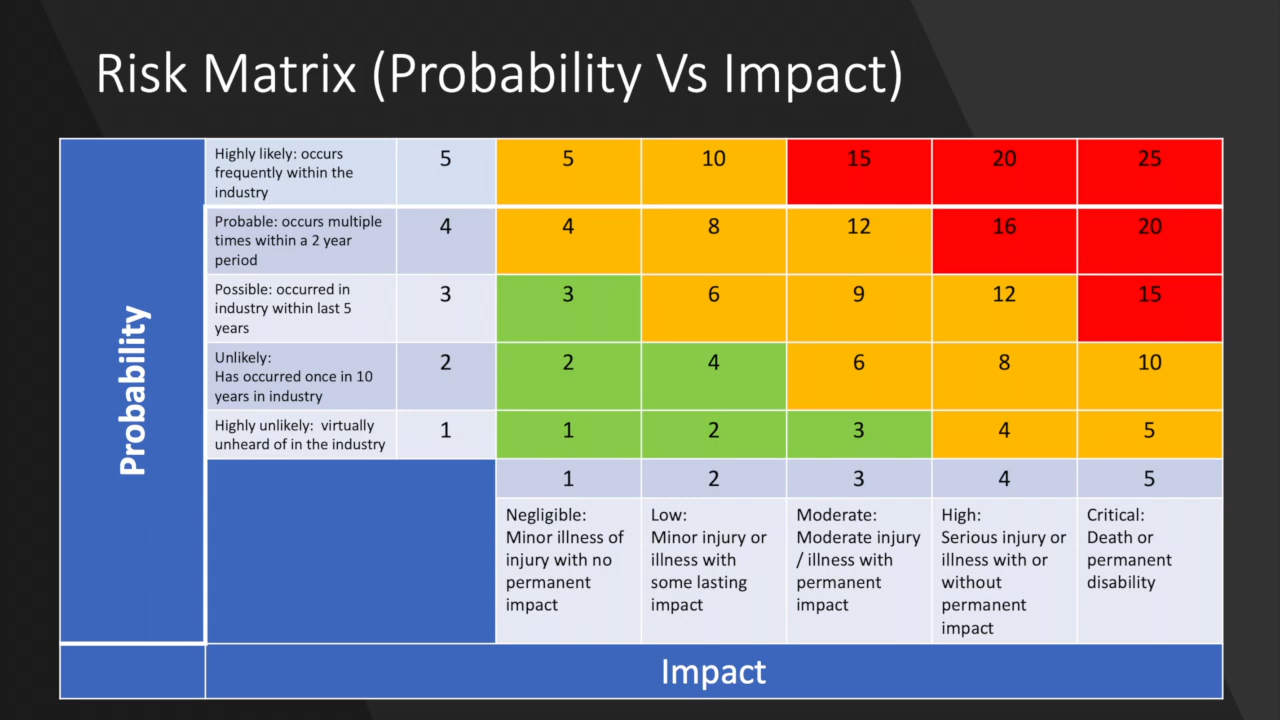 Risk Matrix (Probability Vs Impact)
Probability
Highly likely: occurs
frequently within the
industry
5
5
10
15
20
25
Probable: occurs multiple
times within a 2 year
period
4
4
8
12
16
20
Possible: occurred in
industry within last 5
years
3
3
6
9
12
15
Unlikely:
Has occurred once in 10
years in industry
2
2
4
6
8
10
Highly unlikely: virtually
unheard of in the industry
1
1
2
3
4
5
1
2
3
4
5
Negligible:
Minor illness of
injury with no
permanent
impact
Low:
Minor injury or
illness with
some lasting
impact
Moderate:
Moderate injury
/ illness with
permanent
impact
High:
Serious injury or
illness with or
without
permanent
impact
Critical:
Death or
permanent
disability
Impact